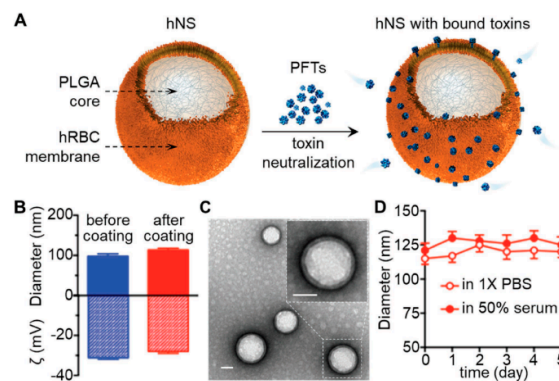 A
hNS
hNS with bound toxins
PLGA
core
hRBC
membrane
PFTs
toxin
neutralization
B
before
coating
after
coating
Diameter (nm)
200
100
0
-20
-40
ζ (mV)
C
D
Diameter (nm)
150
125
100
75
50
in 1X PBS
in 50% serum
0 1 2 3 4 5
time (day)